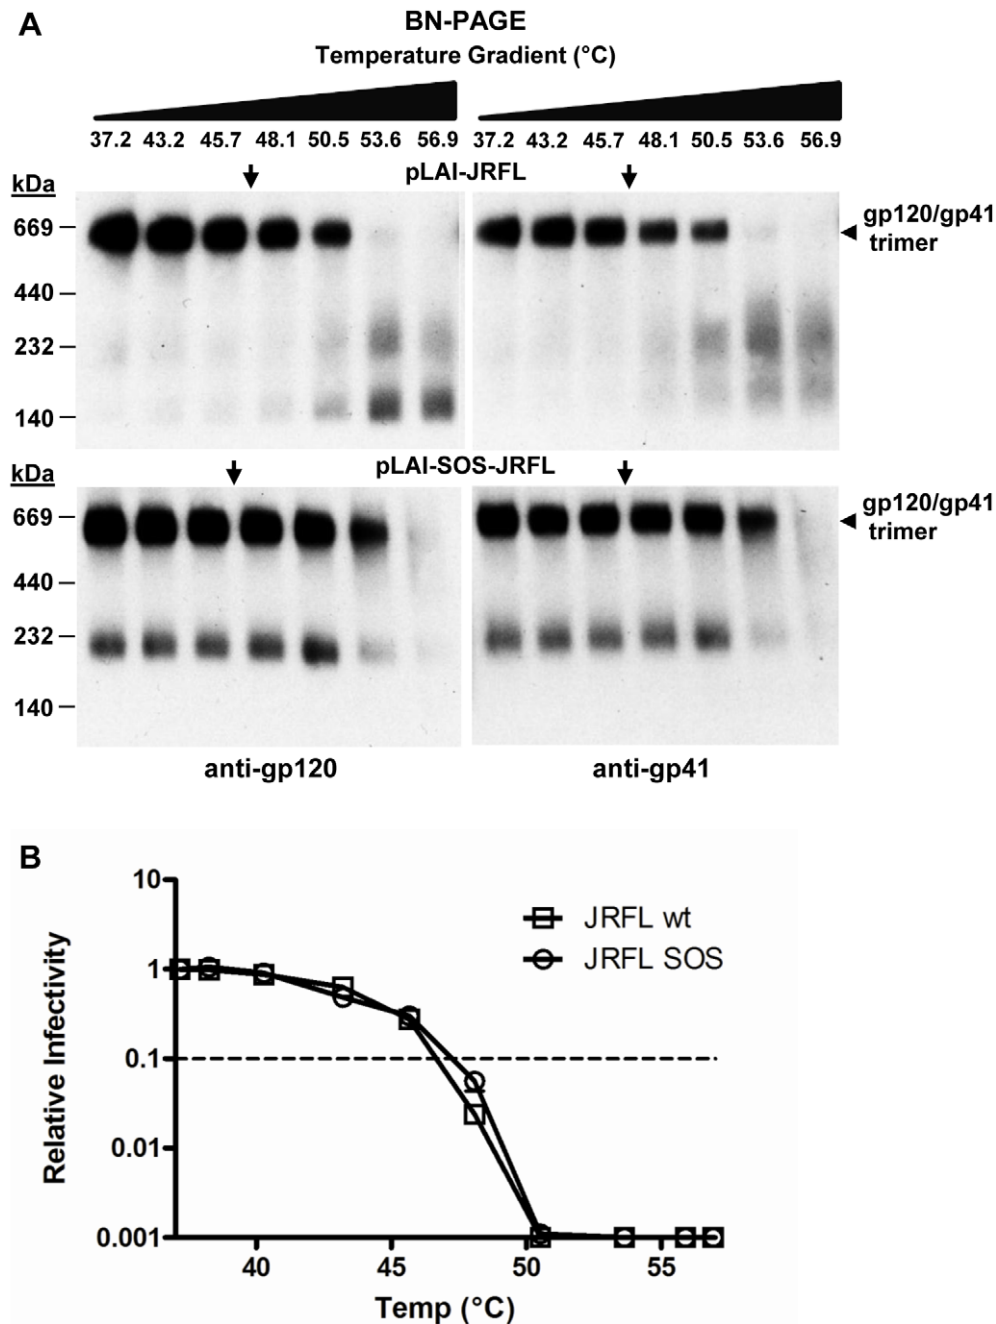 A
BN-PAGE
Temperature Gradient (°C)
37.2 43.2 45.7 48.1 50.5 53.6 56.9 37.2 43.2 45.7 48.1 50.5 53.6 56.9
pLAI-JRFL
kDa
669
440
232
140
gp120/gp41
trimer
pLAI-SOS-JRFL
kDa
669
440
232
140
gp120/gp41
trimer
anti-gp120 anti-gp41
B
Relative Infectivity
10
1
0.1
0.01
0.001
JRFL wt
JRFL SOS
40 45 50 55
Temp (°C)